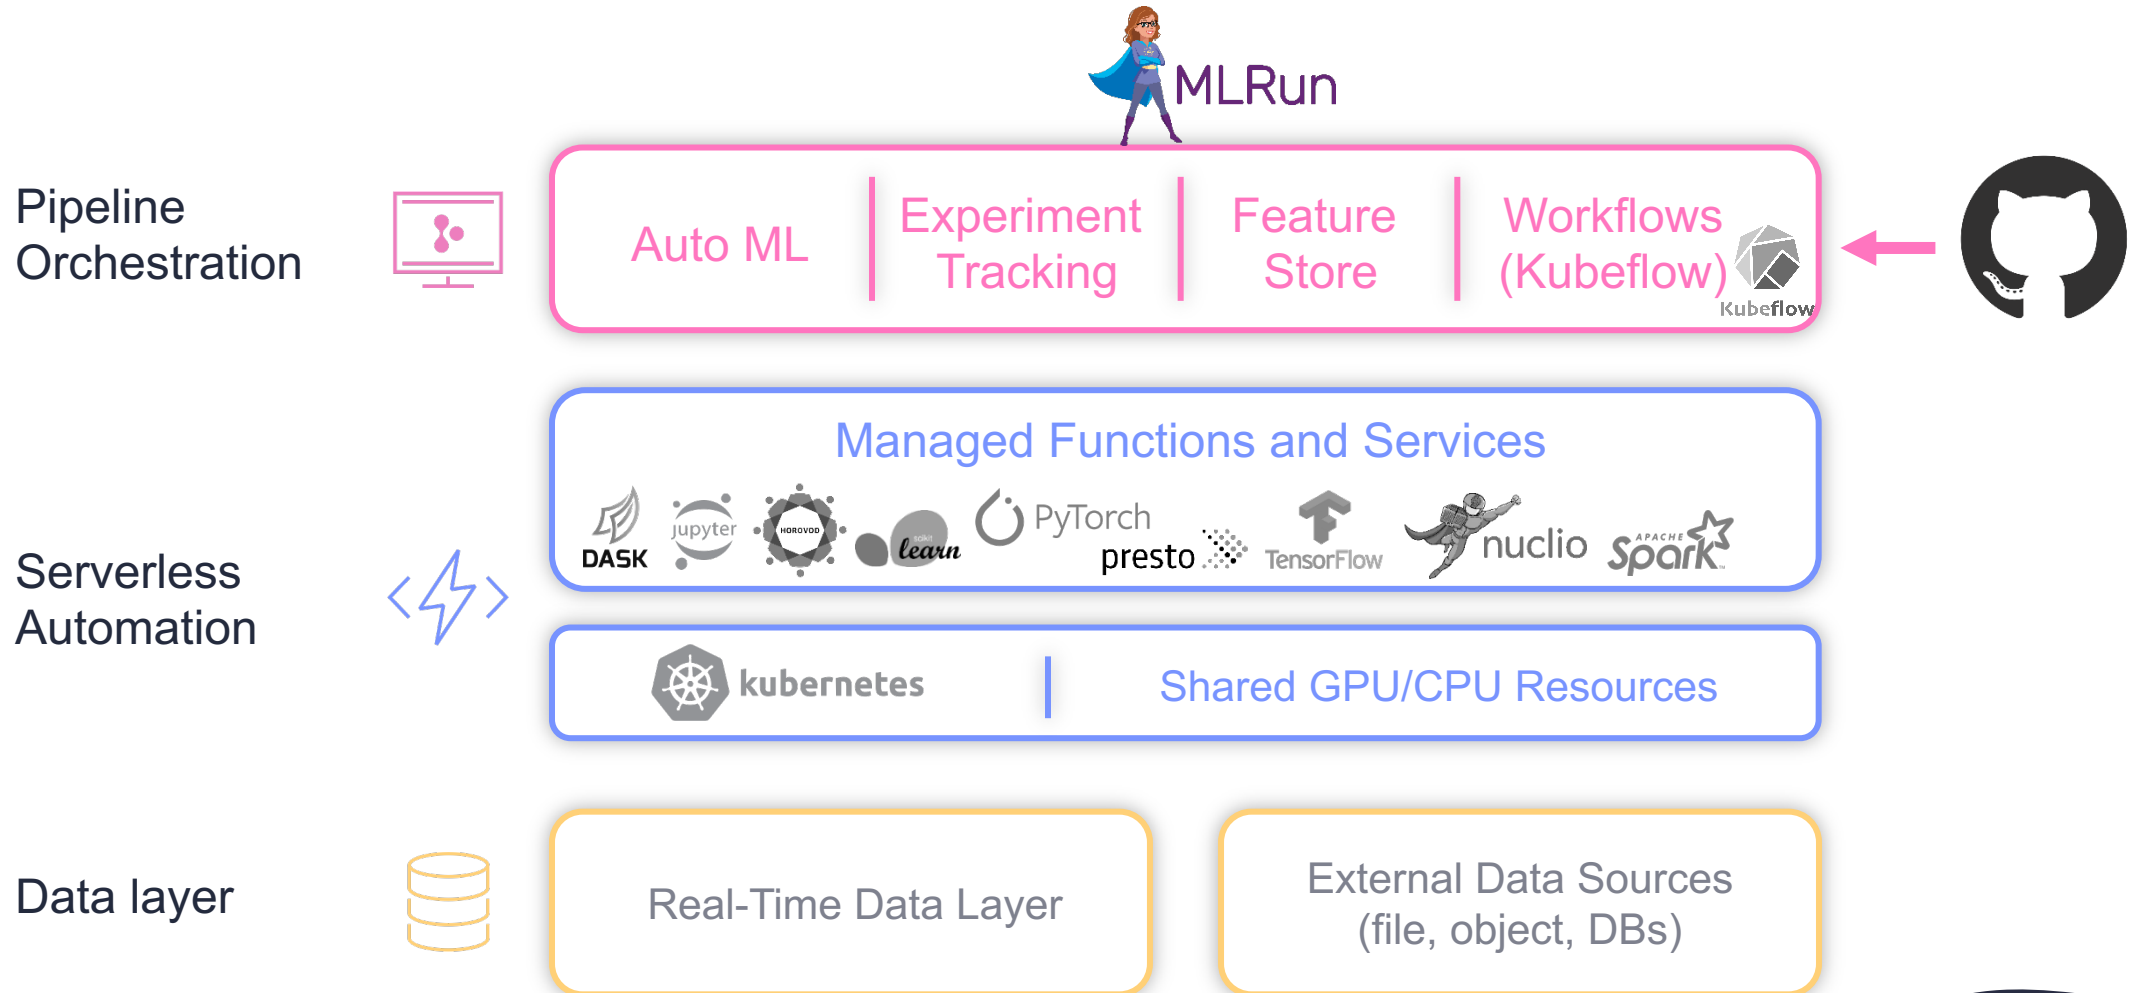 MLRun
Pipeline
Orchestration
Auto ML
Experiment
Tracking
Feature
Store
Workflows
(Kubeflow)
Kubeflow
Managed Functions and Services
DASK
jupyter
HOROVOD
scikit
learn
PyTorch
presto
TensorFlow
nuclio
APACHE
Spark™
Serverless
Automation
kubernetes
Shared GPU/CPU Resources
Data layer
Real-Time Data Layer
External Data Sources
(file, object, DBs)